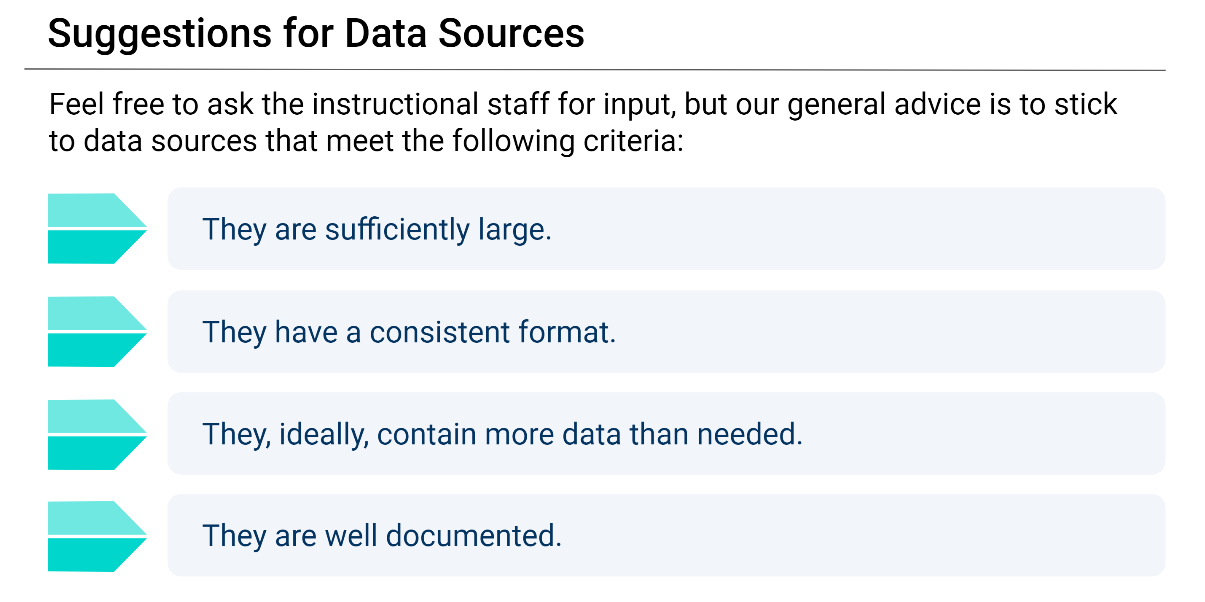 Suggestions for Data Sources
Feel free to ask the instructional staff for input, but our general advice is to stick
to data sources that meet the following criteria:
They are sufficiently large.
They have a consistent format.
They, ideally, contain more data than needed.
They are well documented.